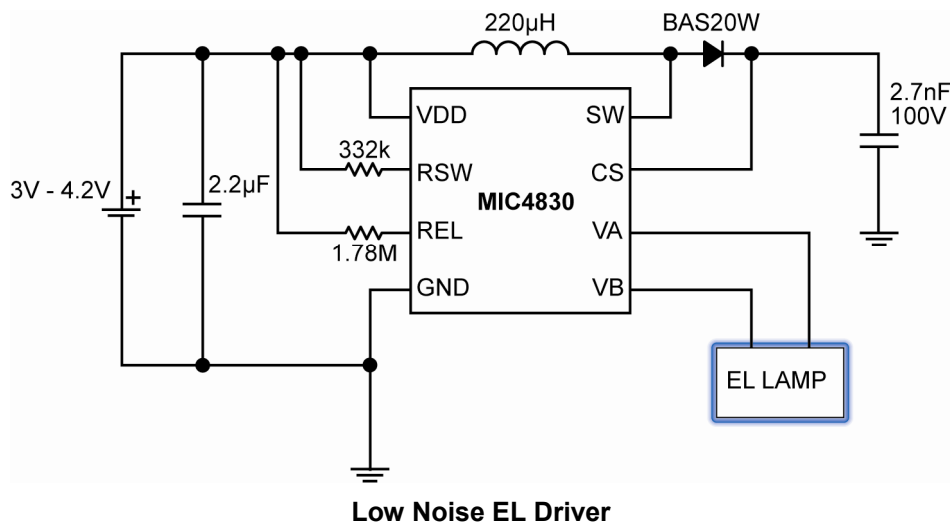 220µH
BAS20W
2.7nF
100V
VDD
SW
332k
RSW
CS
3V - 4.2V
+
2.2µF
MIC4830
REL
VA
1.78M
GND
VB
EL LAMP
Low Noise EL Driver